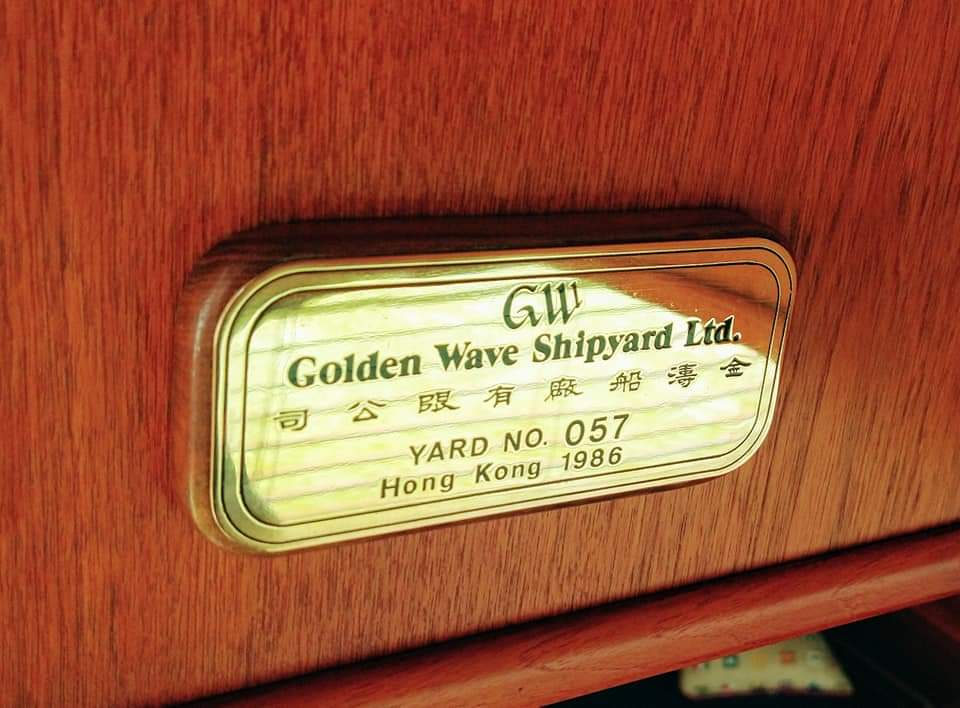 GW
Golden Wave Shipyard Ltd.
金濤船廠有限公司
YARD NO. 057
Hong Kong 1986